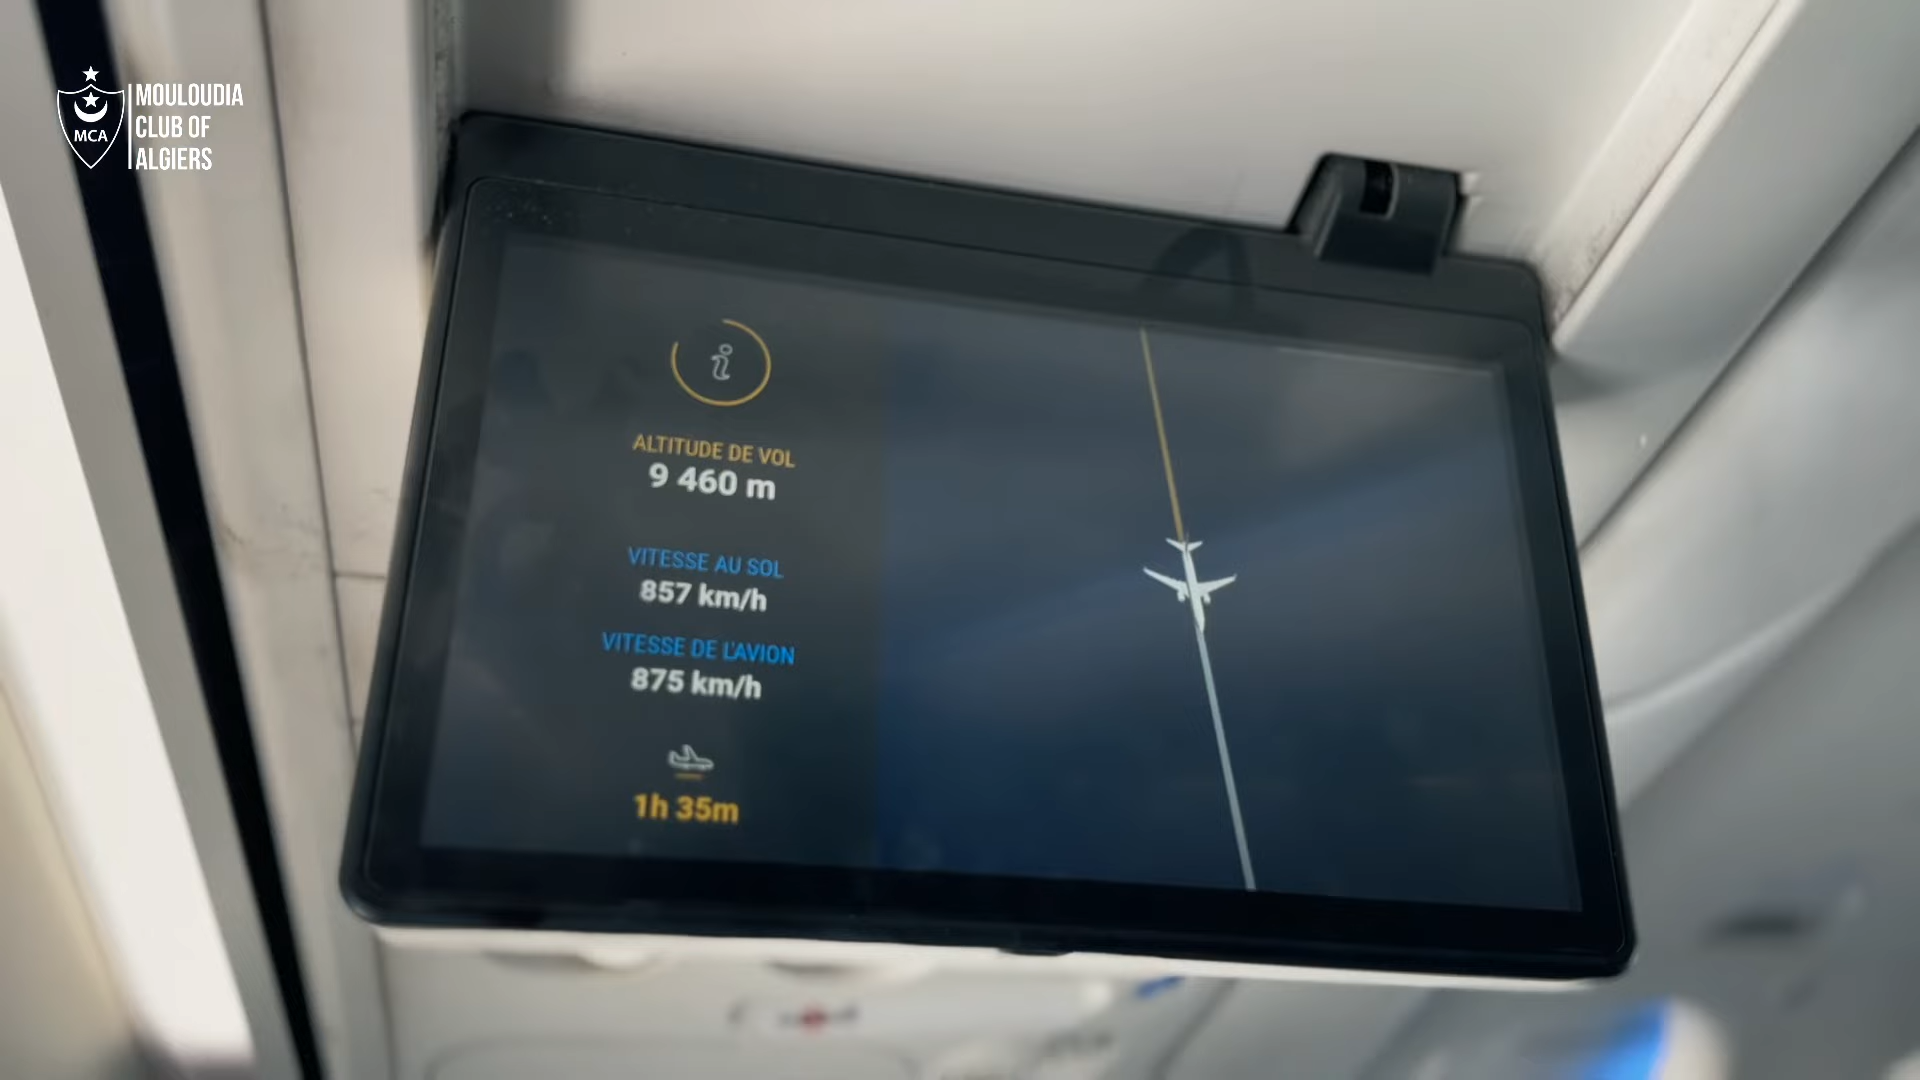 MCA
MOULOUDIA
CLUB OF
ALGIERS
i
ALTITUDE DE VOL
9 460 m
VITESSE AU SOL
857 km/h
VITESSE DE L'AVION
875 km/h
1h 35m